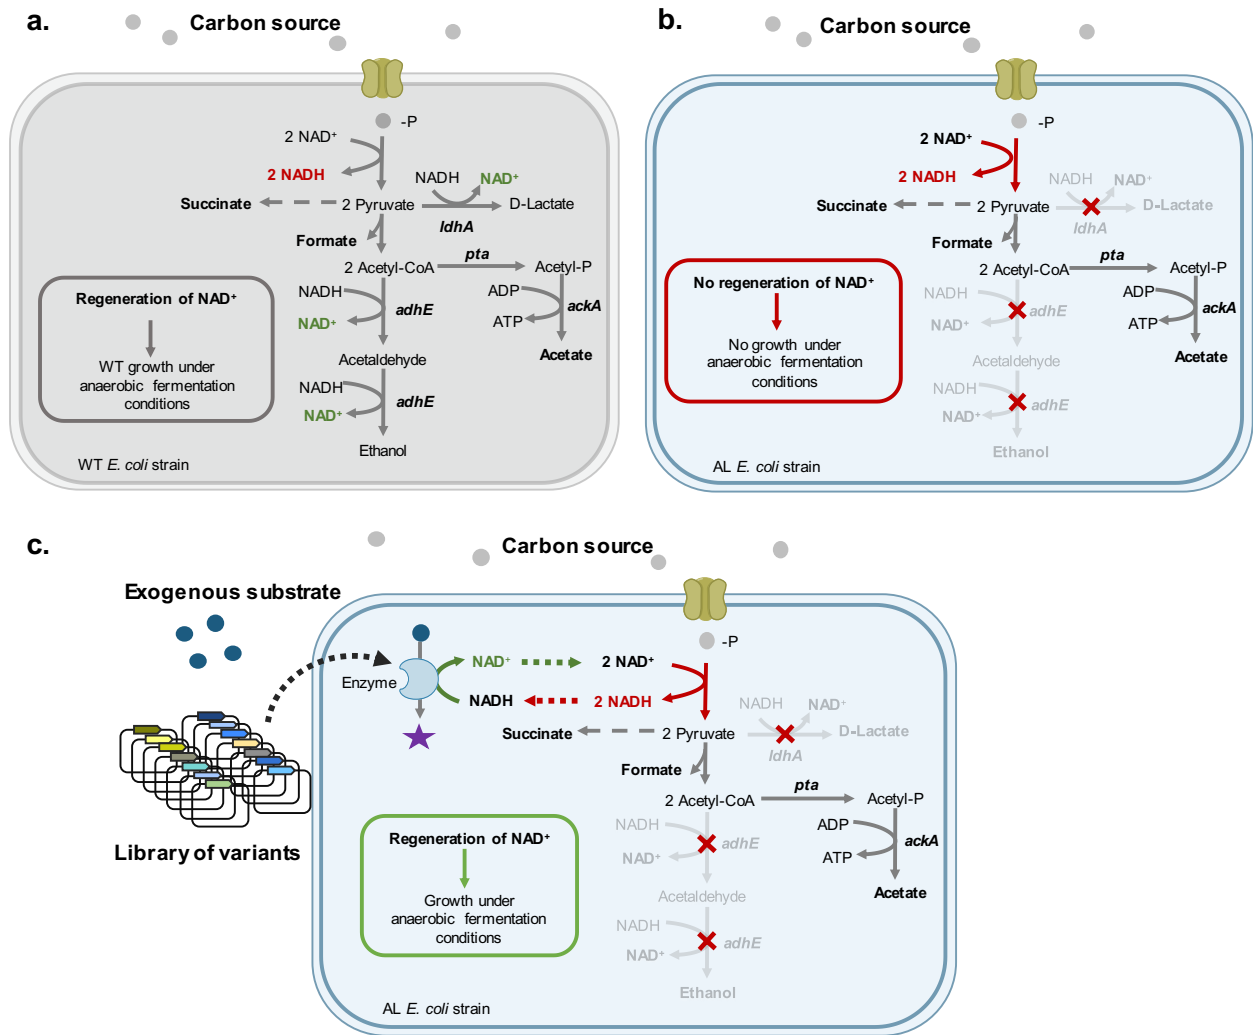 a.
Carbon source
-P
2 NAD⁺
2 NADH
NADH
NAD⁺
Succinate
2 Pyruvate
D-Lactate
ldhA
Formate
pta
2 Acetyl-CoA
Acetyl-P
NADH
ADP
adhE
ackA
NAD⁺
ATP
Acetaldehyde
Acetate
NADH
adhE
NAD⁺
Ethanol
Regeneration of NAD⁺
WT growth under
anaerobic fermentation
conditions
WT E. coli strain
b.
Carbon source
-P
2 NAD⁺
2 NADH
NADH
NAD⁺
Succinate
2 Pyruvate
D-Lactate
ldhA
Formate
pta
2 Acetyl-CoA
Acetyl-P
NADH
ADP
adhE
ackA
NAD⁺
ATP
Acetaldehyde
Acetate
NADH
adhE
NAD⁺
Ethanol
No regeneration of NAD⁺
No growth under
anaerobic fermentation
conditions
AL E. coli strain
c.
Carbon source
Exogenous substrate
-P
Enzyme
NAD⁺
2 NAD⁺
NADH
2 NADH
NADH
NAD⁺
Succinate
2 Pyruvate
D-Lactate
ldhA
Formate
pta
2 Acetyl-CoA
Acetyl-P
NADH
ADP
adhE
ackA
NAD⁺
ATP
Acetaldehyde
Acetate
NADH
adhE
NAD⁺
Ethanol
Library of variants
Regeneration of NAD⁺
Growth under
anaerobic fermentation
conditions
AL E. coli strain